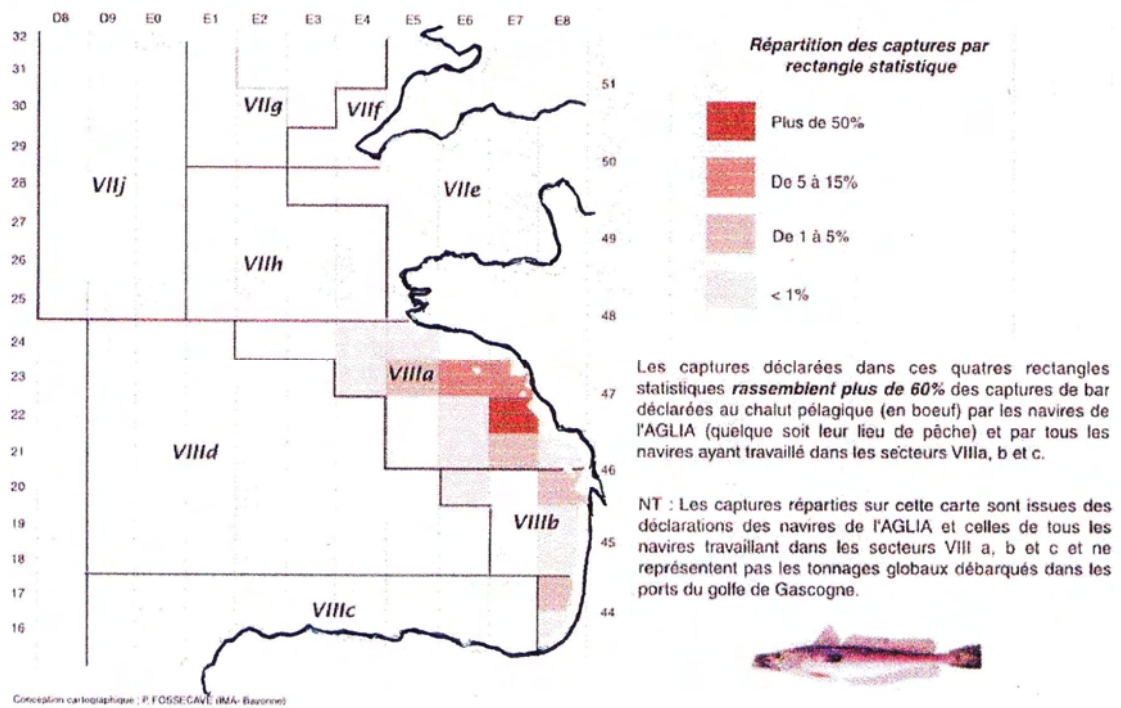 D8 D9 E0 E1 E2 E3 E4 E5 E6 E7 E8
32
31
30
29
28
27
26
25
24
23
22
21
20
19
18
17
16
51
50
49
48
47
46
45
44
VIIg
VIIf
VIIj
VIIe
VIIh
VIIIa
VIIId
VIIIb
VIIIc
Répartition des captures par
rectangle statistique
Plus de 50%
De 5 à 15%
De 1 à 5%
< 1%
Les captures déclarées dans ces quatre rectangles
statistiques rassemblent plus de 60% des captures de bar
déclarées au chalut pélagique (en boeuf) par les navires de
l'AGLIA (quelque soit leur lieu de pêche) et par tous les
navires ayant travaillé dans les secteurs VIIIa, b et c.
NT : Les captures réparties sur cette carte sont issues des
déclarations des navires de l'AGLIA et celles de tous les
navires travaillant dans les secteurs VIII a, b et c et ne
représentent pas les tonnages globaux débarqués dans les
ports du golfe de Gascogne.
Conception cartographique : P. FOSSECAVE (IMA- Bayonne)